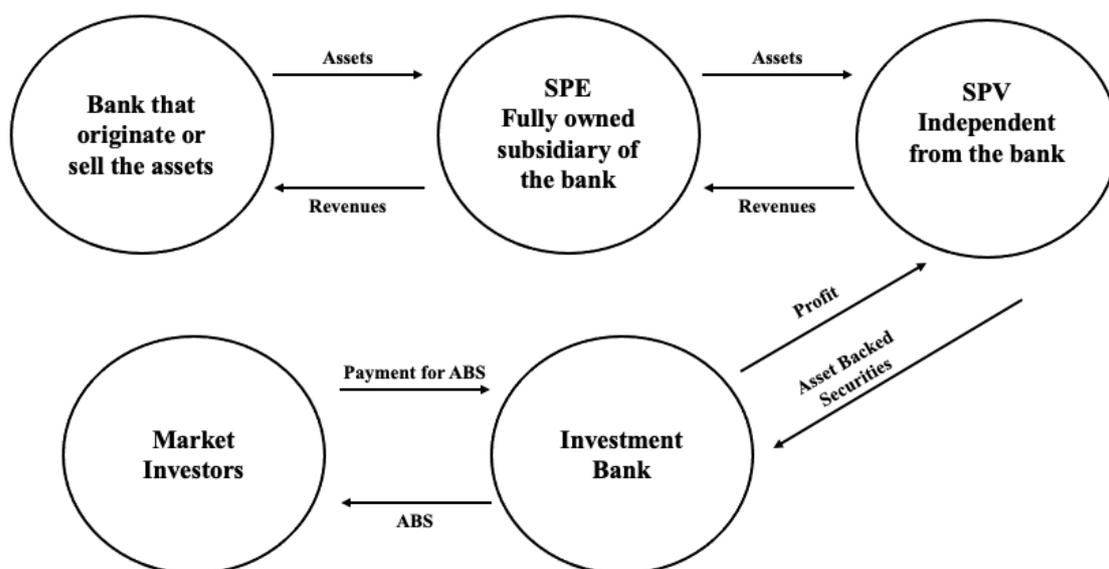 Assets
Assets
Bank that
originate or
sell the assets
SPE
Fully owned
subsidiary of
the bank
SPV
Independent
from the bank
Revenues
Revenues
Profit
Asset Backed
Securities
Payment for ABS
Market
Investors
Investment
Bank
ABS